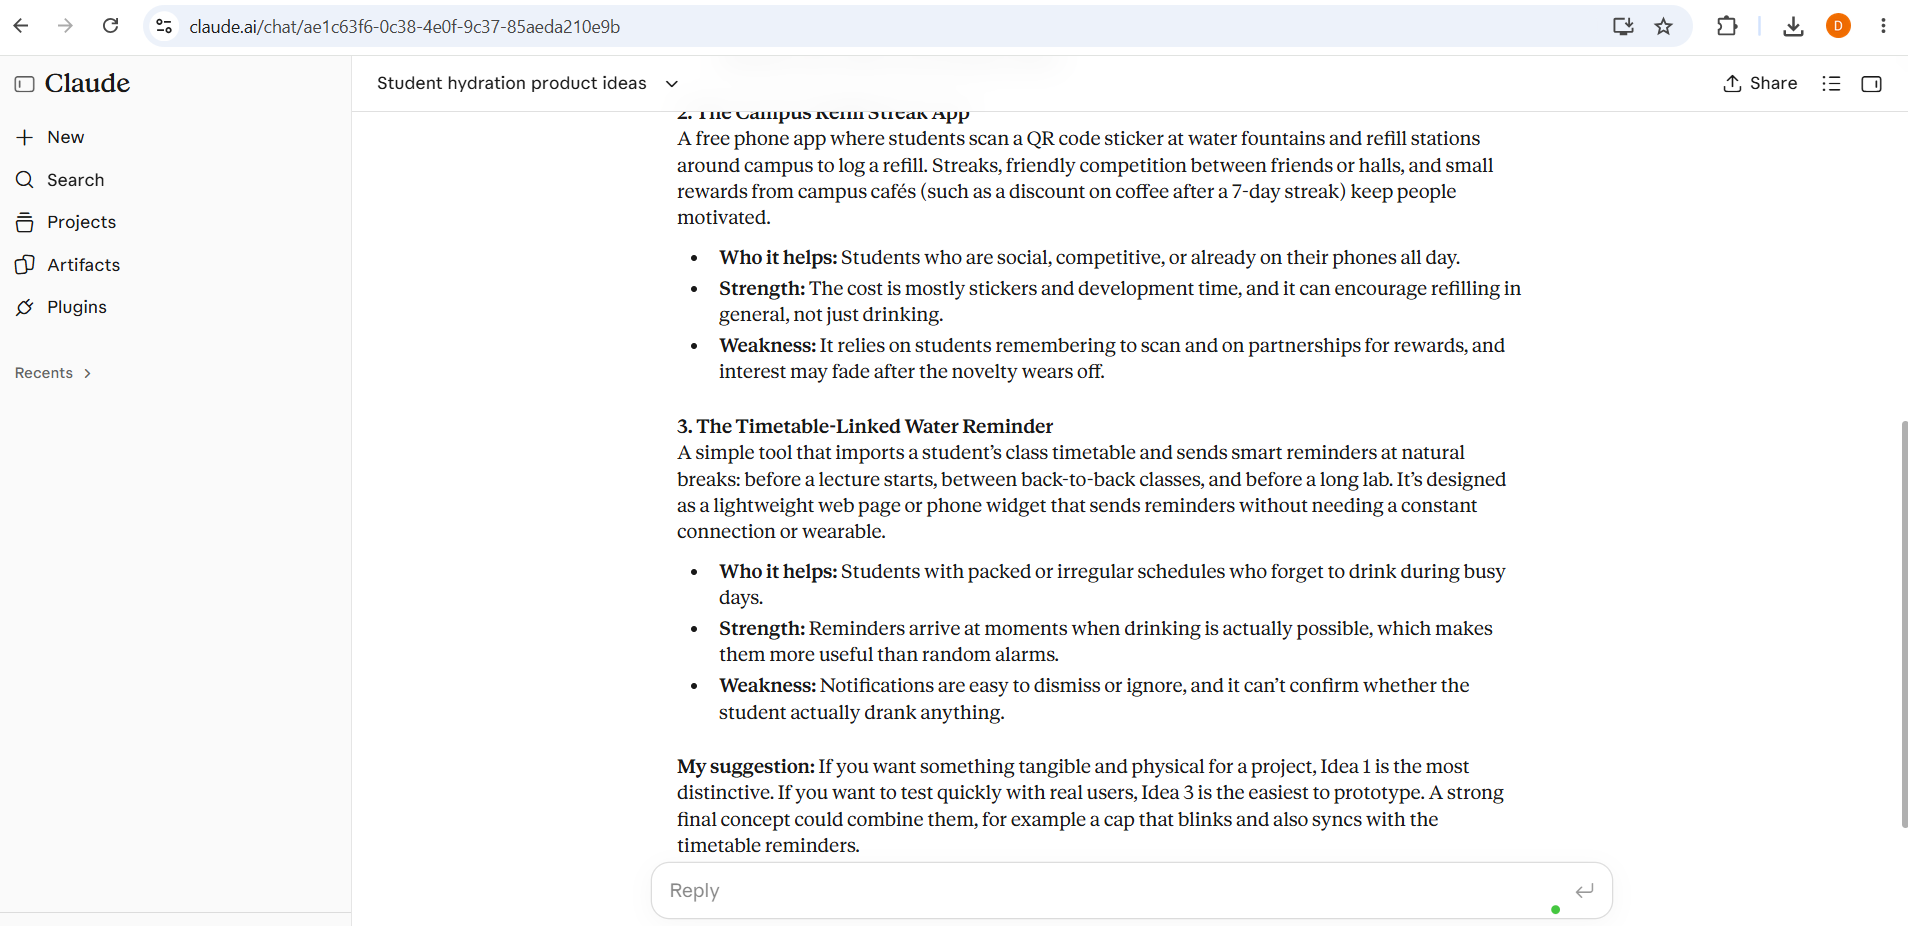 claude.ai/chat/ae1c63f6-0c38-4e0f-9c37-85aeda210e9b
D
Claude
New
Search
Projects
Artifacts
Plugins
Recents
Student hydration product ideas
Share
2. The Campus Refill Streak App
A free phone app where students scan a QR code sticker at water fountains and refill stations
around campus to log a refill. Streaks, friendly competition between friends or halls, and small
rewards from campus cafés (such as a discount on coffee after a 7-day streak) keep people
motivated.
• Who it helps: Students who are social, competitive, or already on their phones all day.
• Strength: The cost is mostly stickers and development time, and it can encourage refilling in
general, not just drinking.
• Weakness: It relies on students remembering to scan and on partnerships for rewards, and
interest may fade after the novelty wears off.
3. The Timetable-Linked Water Reminder
A simple tool that imports a student’s class timetable and sends smart reminders at natural
breaks: before a lecture starts, between back-to-back classes, and before a long lab. It’s designed
as a lightweight web page or phone widget that sends reminders without needing a constant
connection or wearable.
• Who it helps: Students with packed or irregular schedules who forget to drink during busy
days.
• Strength: Reminders arrive at moments when drinking is actually possible, which makes
them more useful than random alarms.
• Weakness: Notifications are easy to dismiss or ignore, and it can’t confirm whether the
student actually drank anything.
My suggestion: If you want something tangible and physical for a project, Idea 1 is the most
distinctive. If you want to test quickly with real users, Idea 3 is the easiest to prototype. A strong
final concept could combine them, for example a cap that blinks and also syncs with the
timetable reminders.
Reply